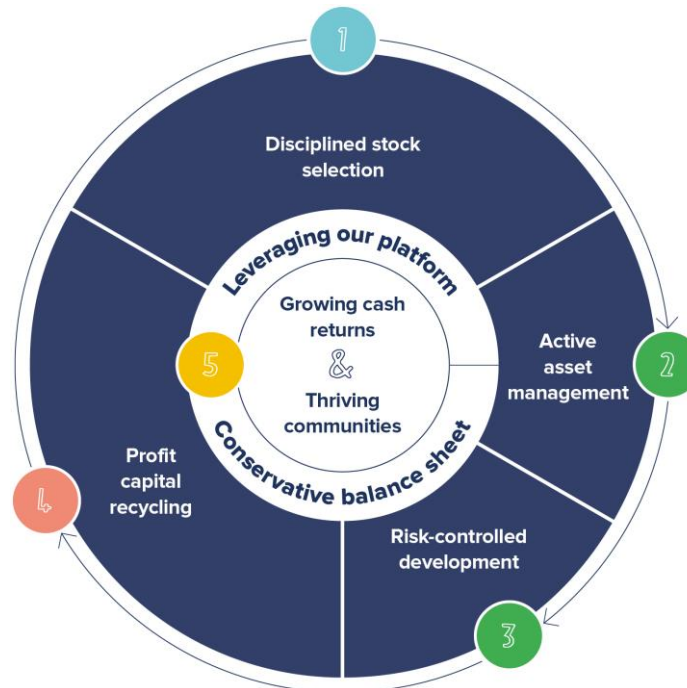 1
Disciplined stock
selection
Leveraging our platform
Growing cash
returns
&
Thriving
communities
5
Conservative balance sheet
Active
asset
management
2
Profit
capital
recycling
4
Risk-controlled
development
3